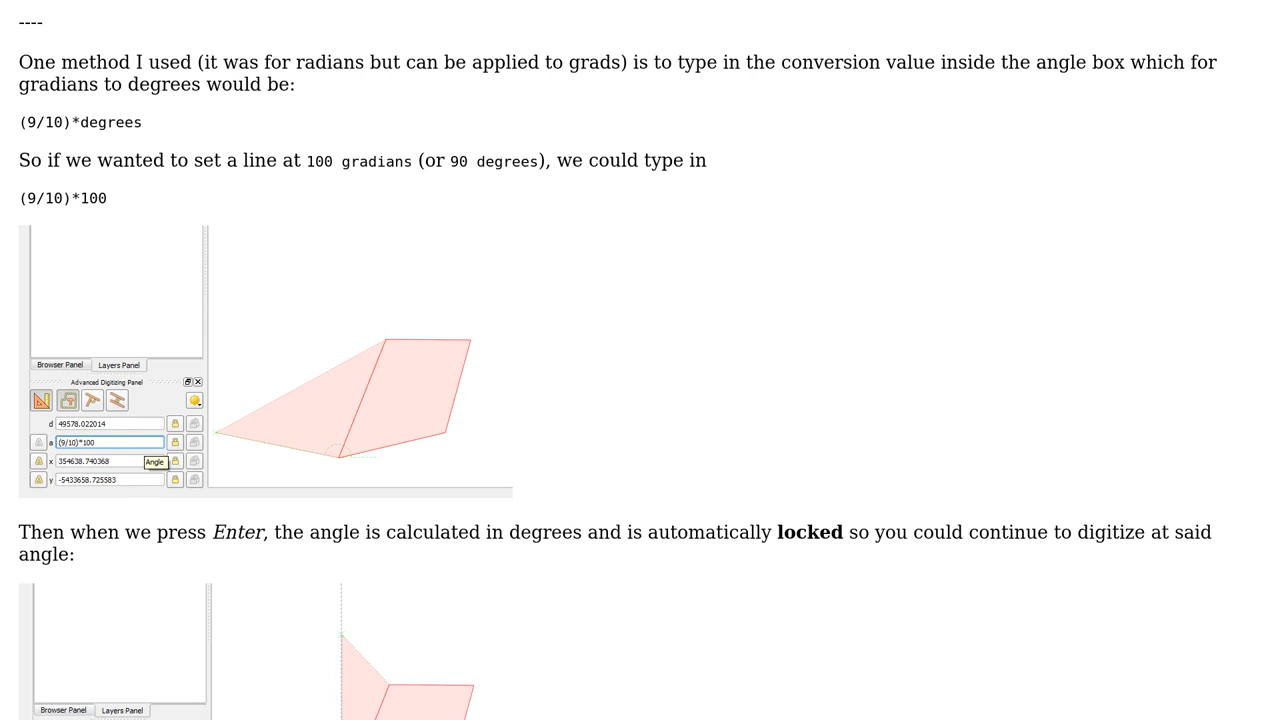 ----
One method I used (it was for radians but can be applied to grads) is to type in the conversion value inside the angle box which for
gradians to degrees would be:
(9/10)*degrees
So if we wanted to set a line at 100 gradians (or 90 degrees), we could type in
(9/10)*100
Browser Panel Layers Panel
Advanced Digitizing Panel
d 49578.022014
a (9/10)*100
x 354638.740368 Angle
y -5433658.725583
Then when we press Enter, the angle is calculated in degrees and is automatically locked so you could continue to digitize at said
angle:
Browser Panel Layers Panel